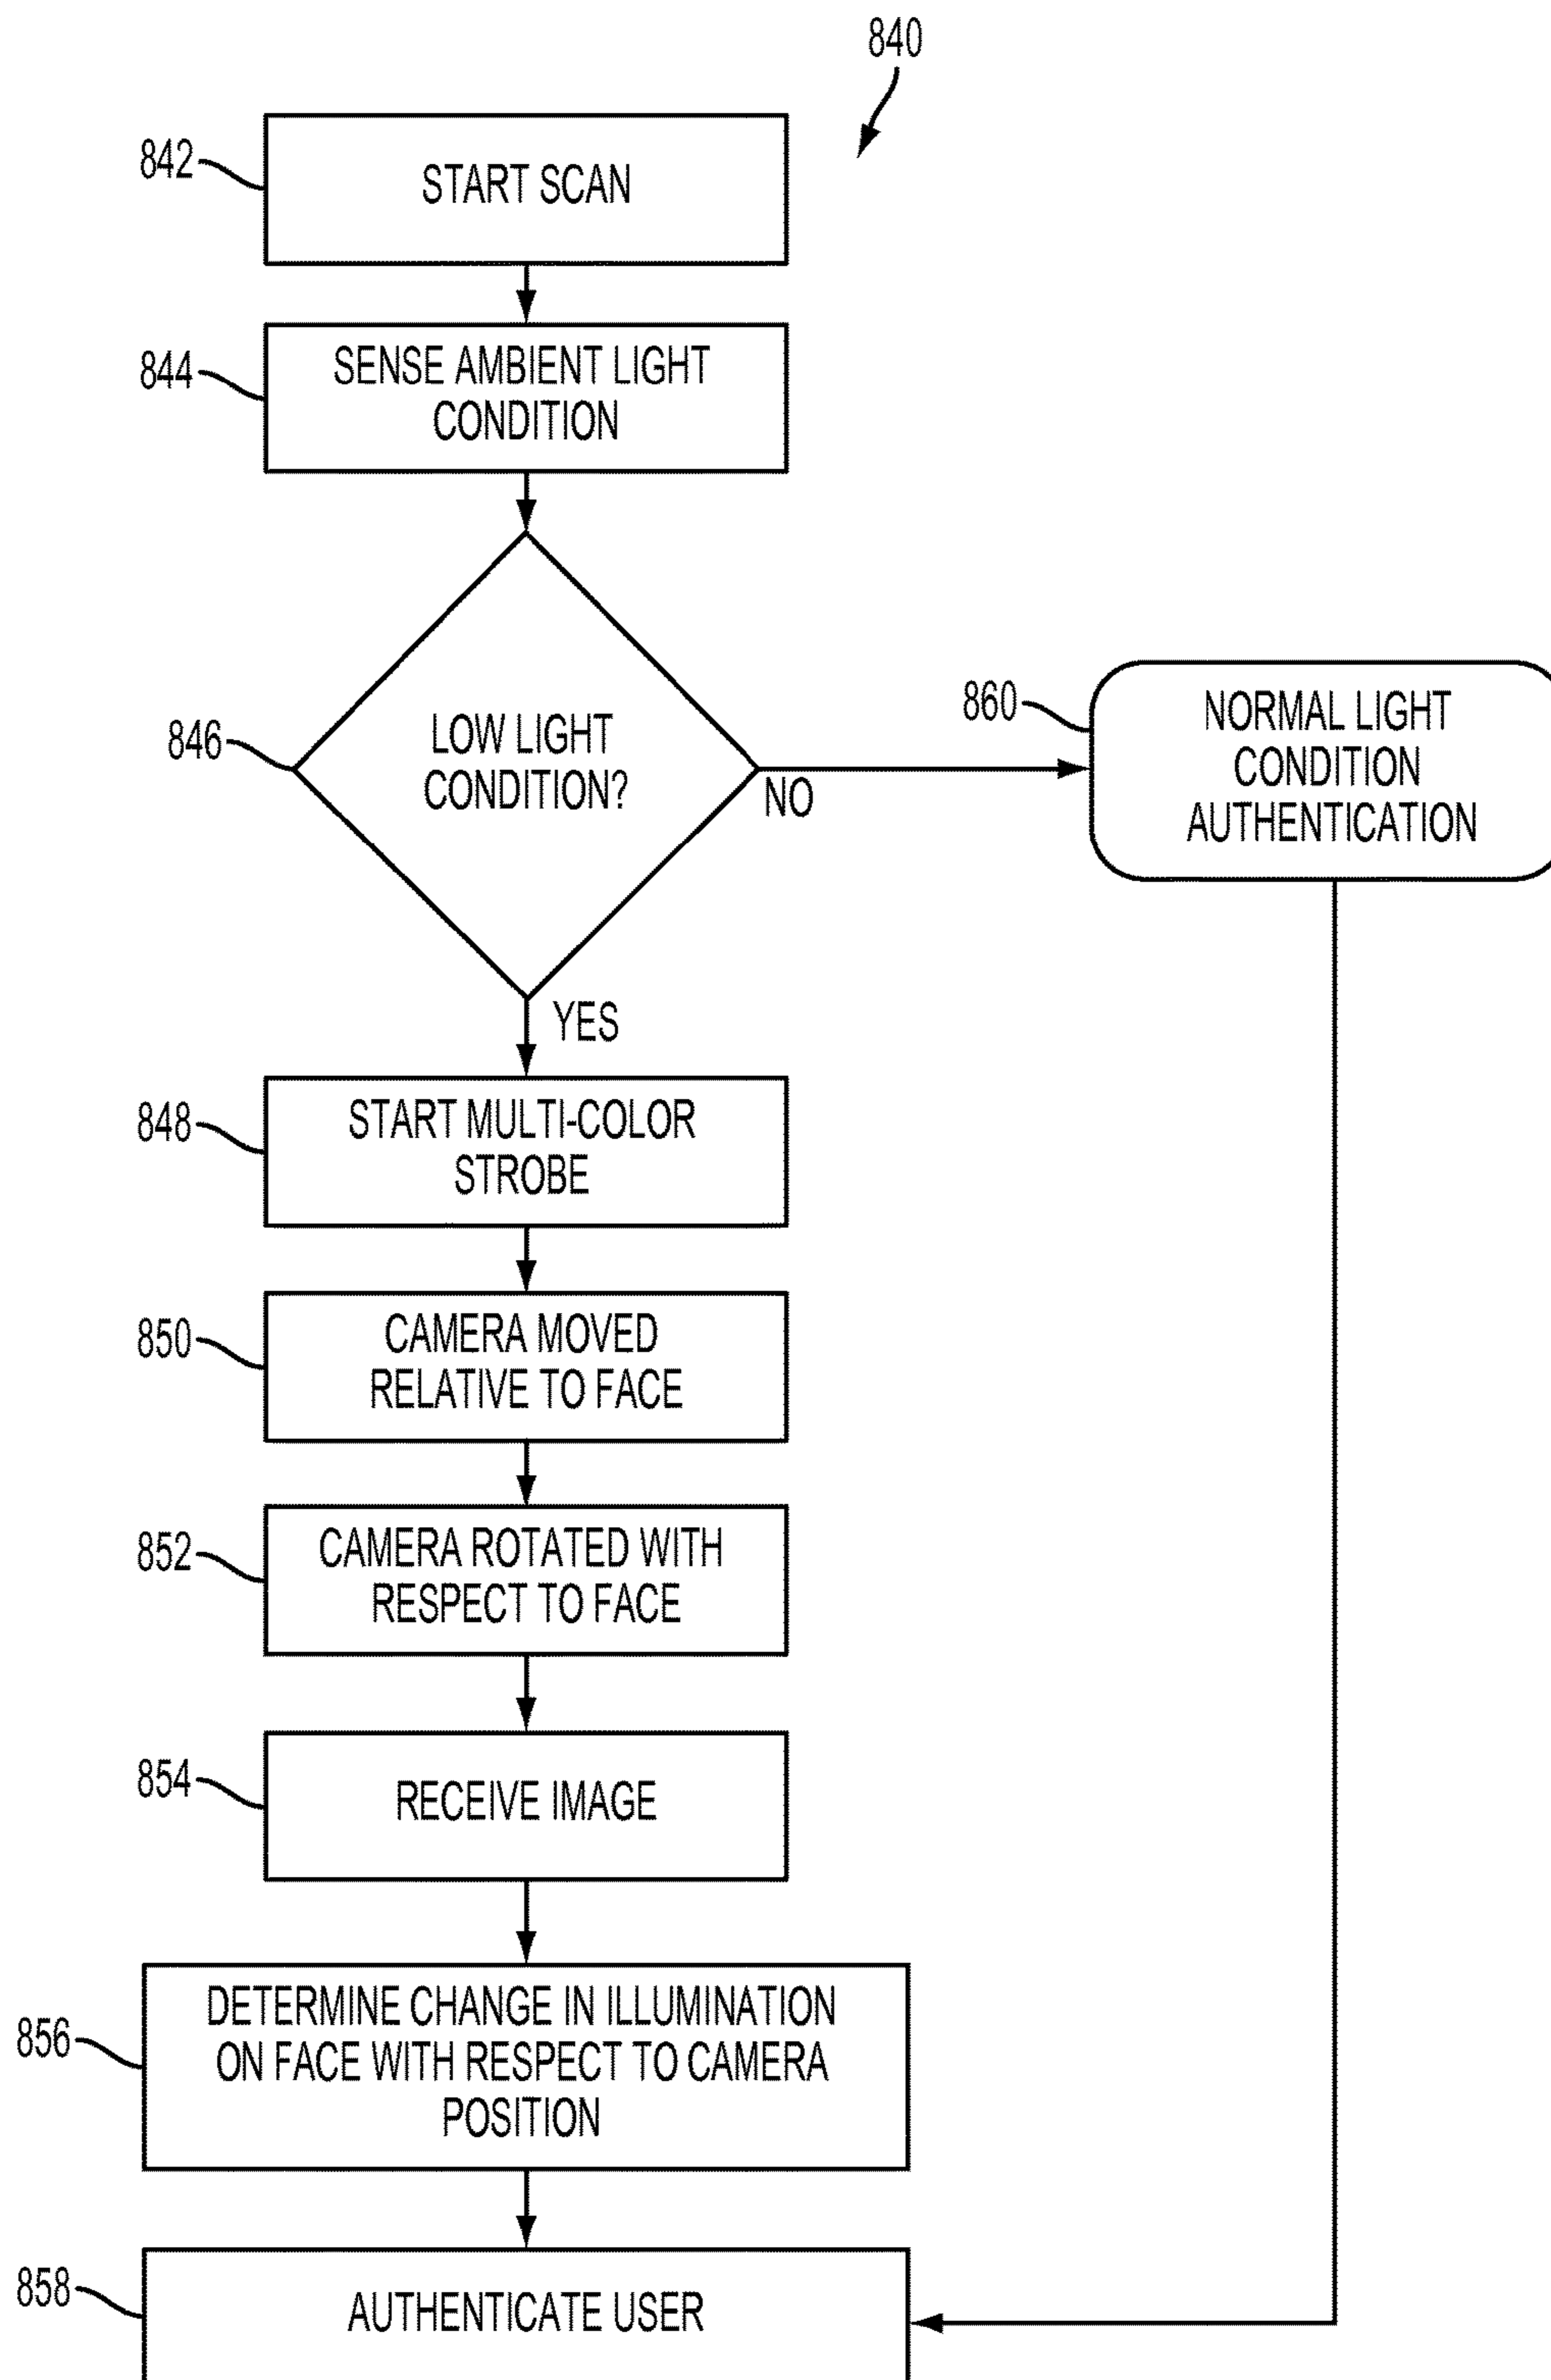 840
842
START SCAN
844
SENSE AMBIENT LIGHT
CONDITION
846
LOW LIGHT
CONDITION?
NO
860
NORMAL LIGHT
CONDITION
AUTHENTICATION
YES
848
START MULTI-COLOR
STROBE
850
CAMERA MOVED
RELATIVE TO FACE
852
CAMERA ROTATED WITH
RESPECT TO FACE
854
RECEIVE IMAGE
856
DETERMINE CHANGE IN ILLUMINATION
ON FACE WITH RESPECT TO CAMERA
POSITION
858
AUTHENTICATE USER